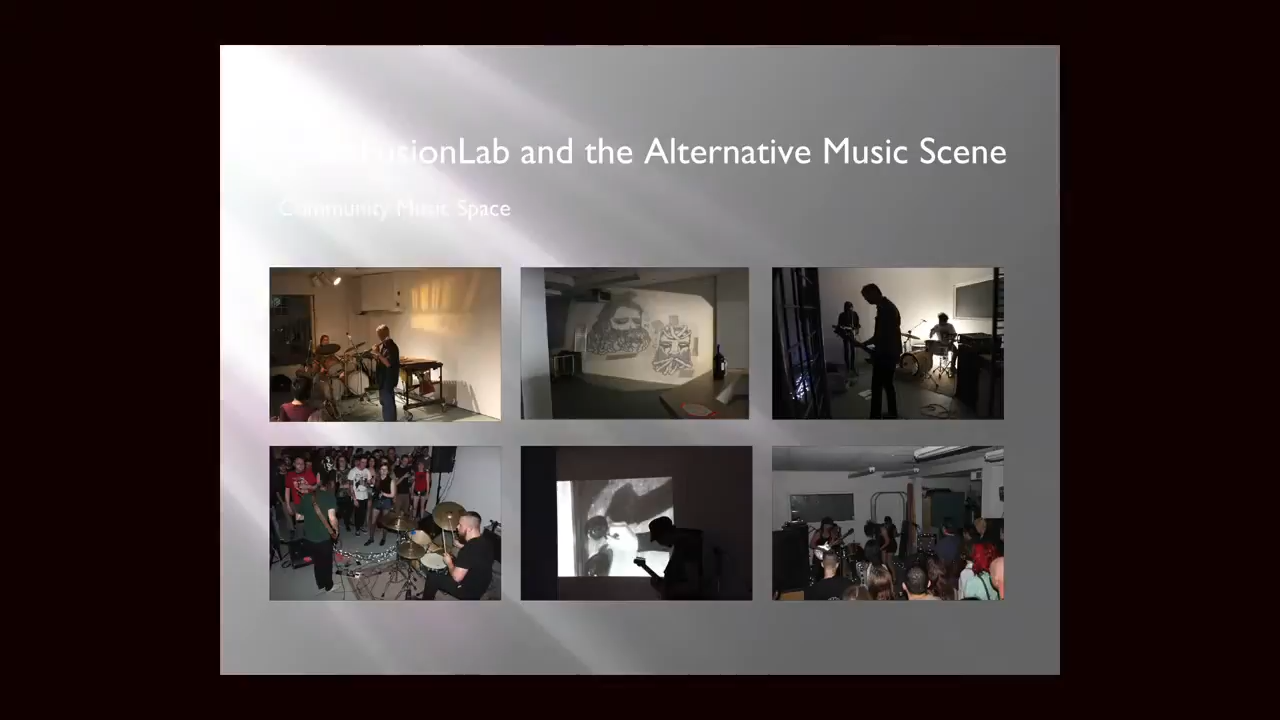 FusionLab and the Alternative Music Scene
Community Music Space